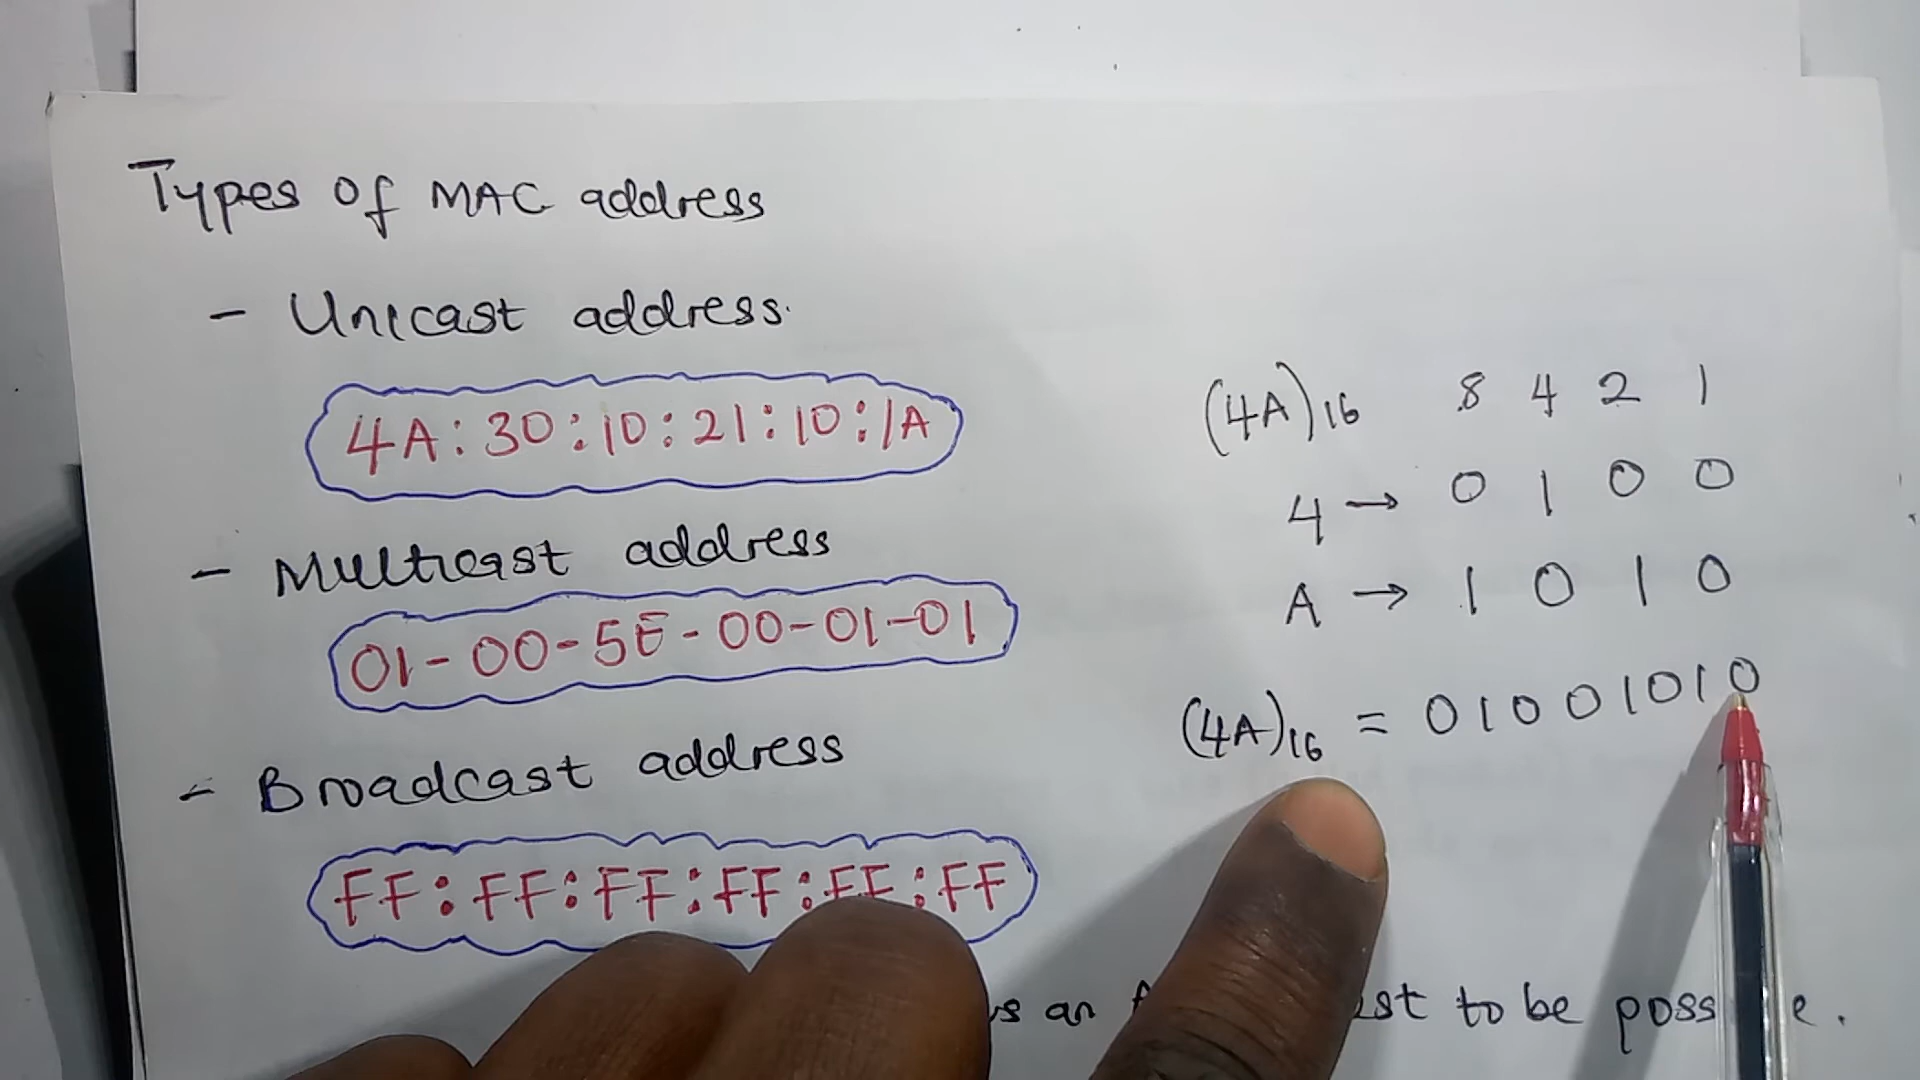 Types of MAC address
- Unicast address.
4A:30:10:21:10:1A
- Multicast address
01-00-5E-00-01-01
- Broadcast address
FF:FF:FF:FF:FF:FF
(4A)16 8 4 2 1
4 → 0 1 0 0
A → 1 0 1 0
(4A)16 = 01001010
an to be